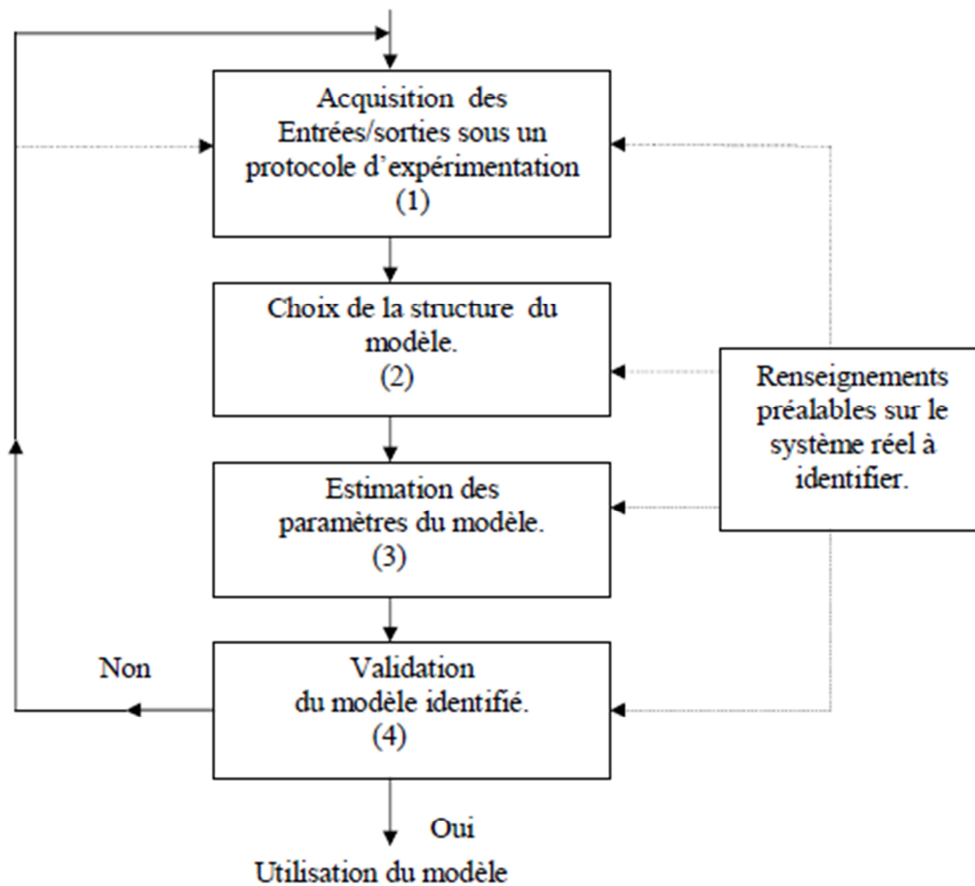 Acquisition des
Entrées/sorties sous un
protocole d'expérimentation
(1)
Choix de la structure du
modèle.
(2)
Renseignements
préalables sur le
système réel à
identifier.
Estimation des
paramètres du modèle.
(3)
Non
Validation
du modèle identifié.
(4)
Oui
Utilisation du modèle